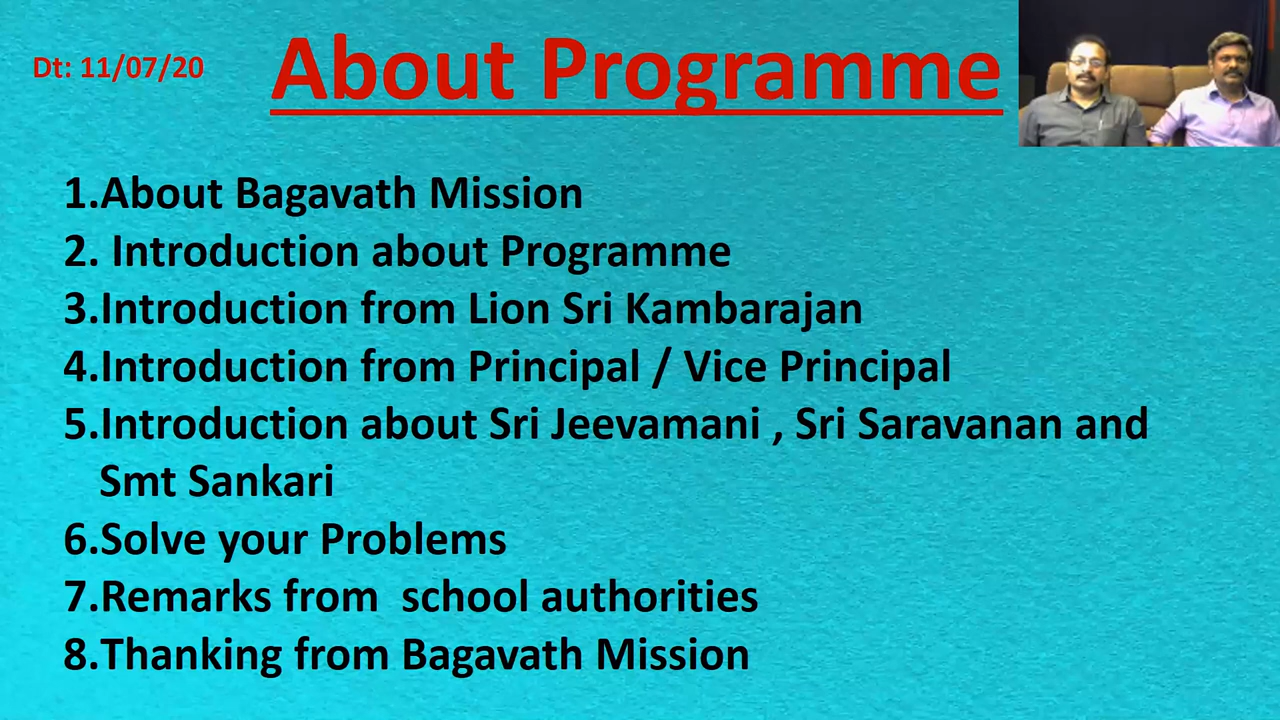 Dt: 11/07/20
About Programme
1.About Bagavath Mission
2. Introduction about Programme
3.Introduction from Lion Sri Kambarajan
4.Introduction from Principal / Vice Principal
5.Introduction about Sri Jeevamani , Sri Saravanan and
Smt Sankari
6.Solve your Problems
7.Remarks from  school authorities
8.Thanking from Bagavath Mission